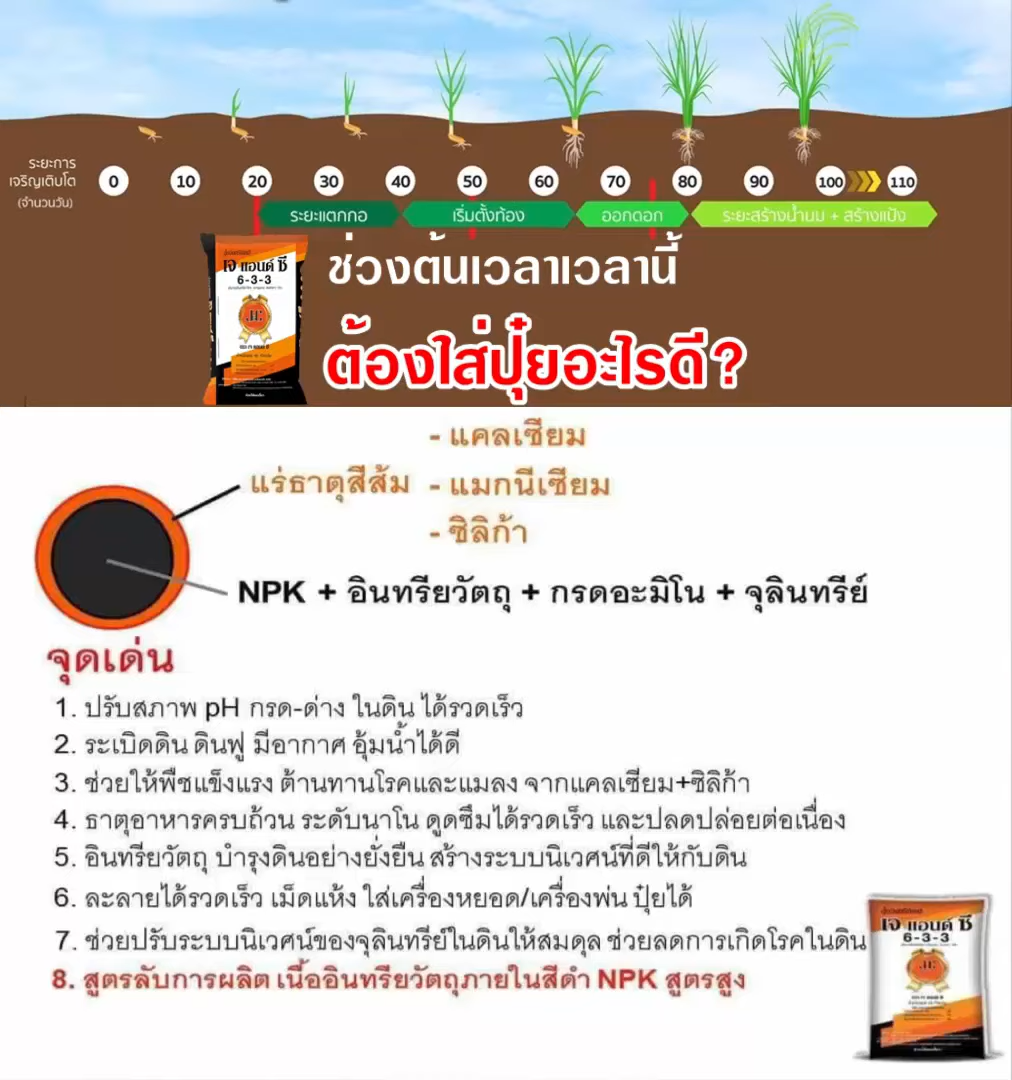 ระยะการ
เจริญเติบโต
(จำนวนวัน)
0 10 20 30 40 50 60 70 80 90 100 110
ระยะแตกกอ เริ่มตั้งท้อง ออกดอก ระยะสร้างน้ำนม + สร้างแป้ง
เจ แอนด์ ซี
6-3-3
ช่วงต้นเวลาเวลานี้
ต้องใส่ปุ๋ยอะไรดี?
- แคลเซียม
แร่ธาตุสีส้ม - แมกนีเซียม
- ซิลิก้า
NPK + อินทรียวัตถุ + กรดอะมิโน + จุลินทรีย์
จุดเด่น
1. ปรับสภาพ pH กรด-ด่าง ในดิน ได้รวดเร็ว
2. ระเบิดดิน ดินฟู มีอากาศ อุ้มน้ำได้ดี
3. ช่วยให้พืชแข็งแรง ต้านทานโรคและแมลง จากแคลเซียม+ซิลิก้า
4. ธาตุอาหารครบถ้วน ระดับนาโน ดูดซึมได้รวดเร็ว และปลดปล่อยต่อเนื่อง
5. อินทรียวัตถุ บำรุงดินอย่างยั่งยืน สร้างระบบนิเวศน์ที่ดีให้กับดิน
6. ละลายได้รวดเร็ว เม็ดแห้ง ใส่เครื่องหยอด/เครื่องพ่น ปุ๋ยได้
7. ช่วยปรับระบบนิเวศน์ของจุลินทรีย์ในดินให้สมดุล ช่วยลดการเกิดโรคในดิน
8. สูตรลับการผลิต เนื้ออินทรียวัตถุภายในสีดำ NPK สูตรสูง
เจ แอนด์ ซี
6-3-3